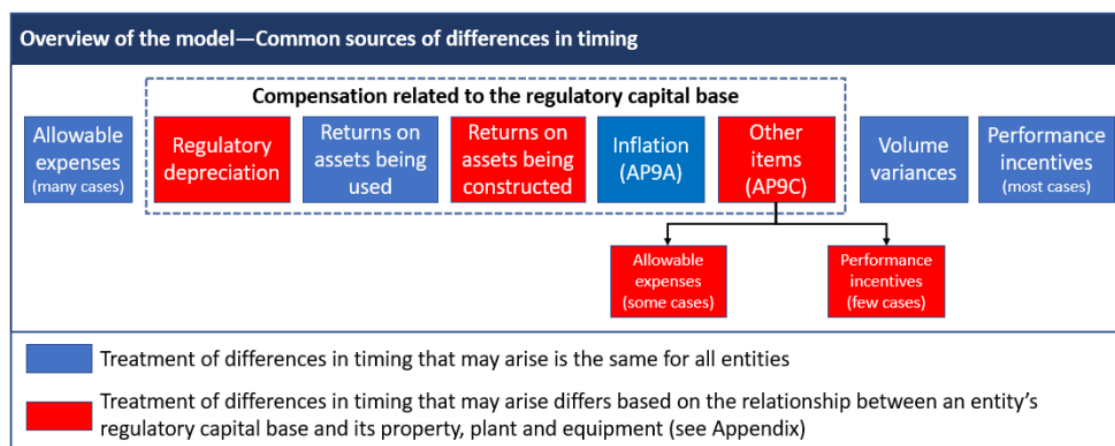 Overview of the model—Common sources of differences in timing
Compensation related to the regulatory capital base
Allowable
expenses
(many cases)
Regulatory
depreciation
Returns on
assets being
used
Returns on
assets being
constructed
Inflation
(AP9A)
Other
items
(AP9C)
Volume
variances
Performance
incentives
(most cases)
Allowable
expenses
(some cases)
Performance
incentives
(few cases)
Treatment of differences in timing that may arise is the same for all entities
Treatment of differences in timing that may arise differs based on the relationship between an entity’s
regulatory capital base and its property, plant and equipment (see Appendix)